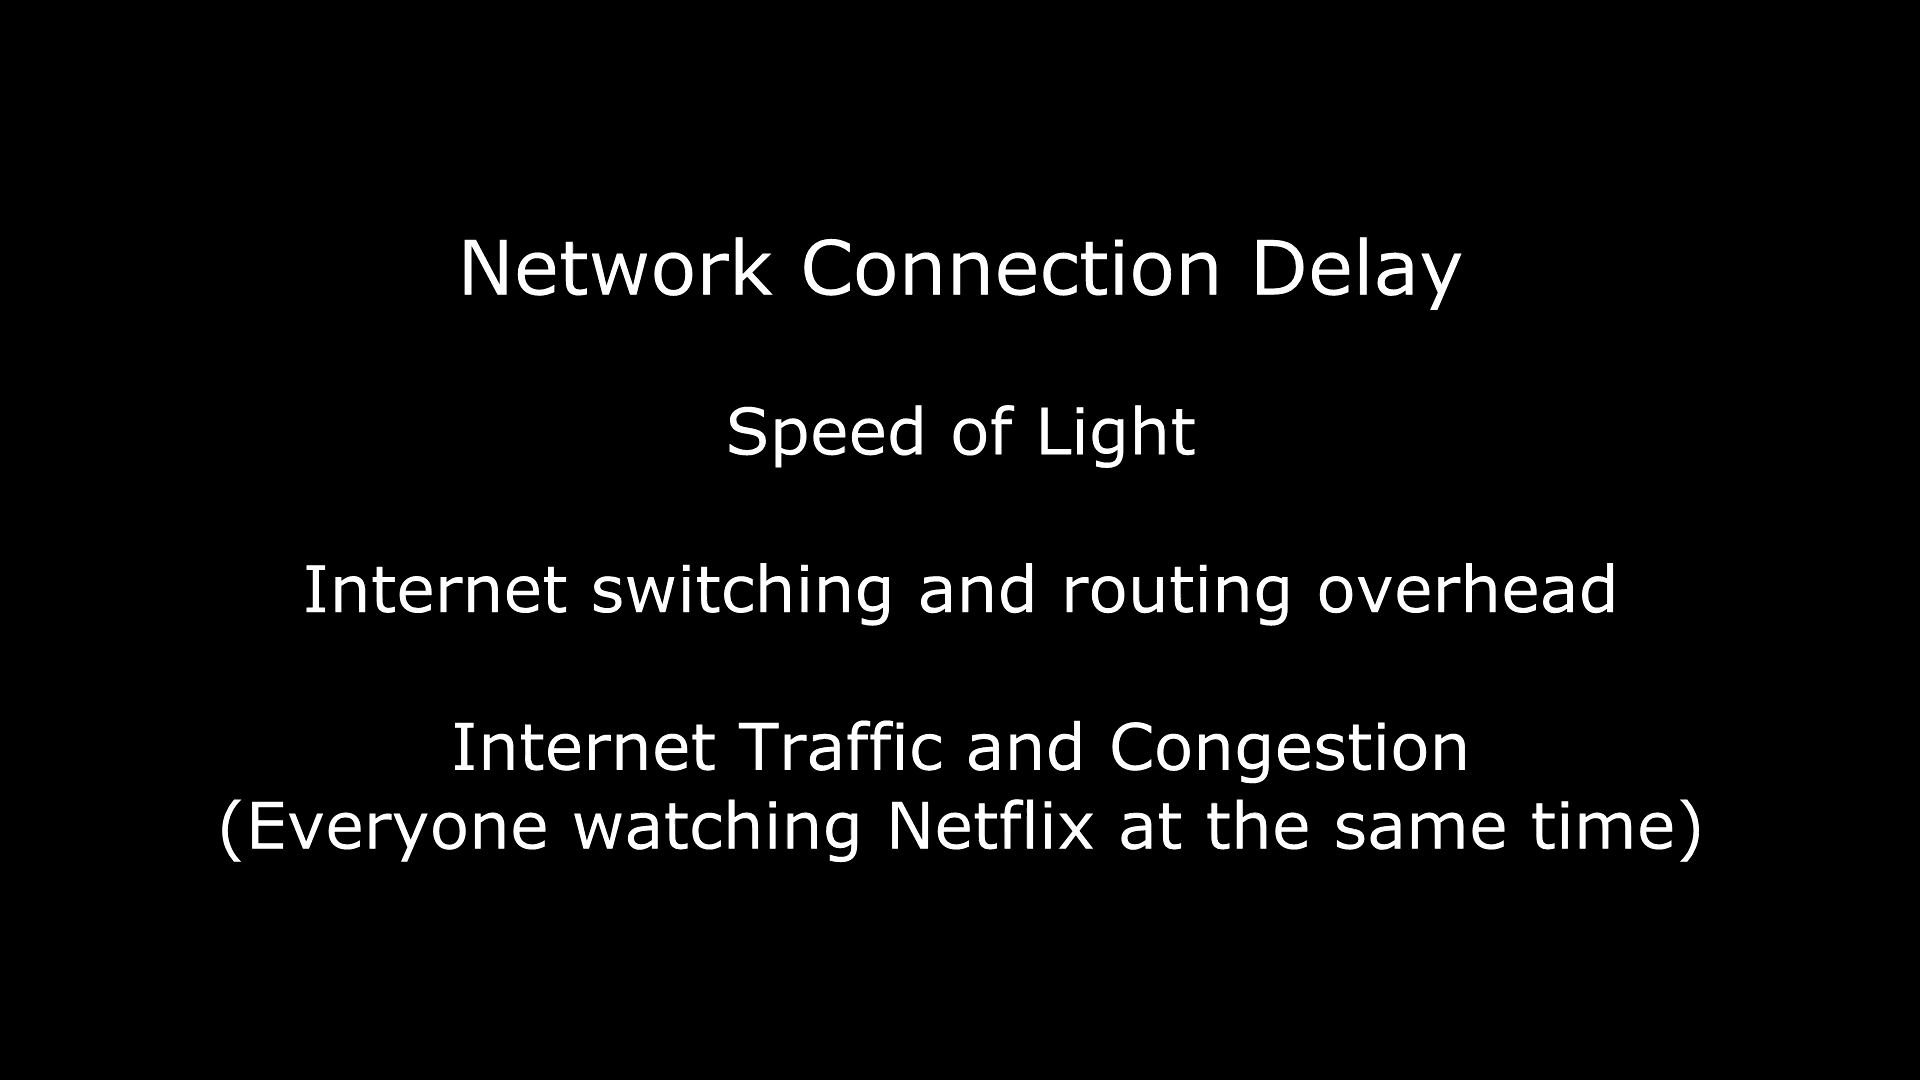 Network Connection Delay
Speed of Light
Internet switching and routing overhead
Internet Traffic and Congestion
(Everyone watching Netflix at the same time)